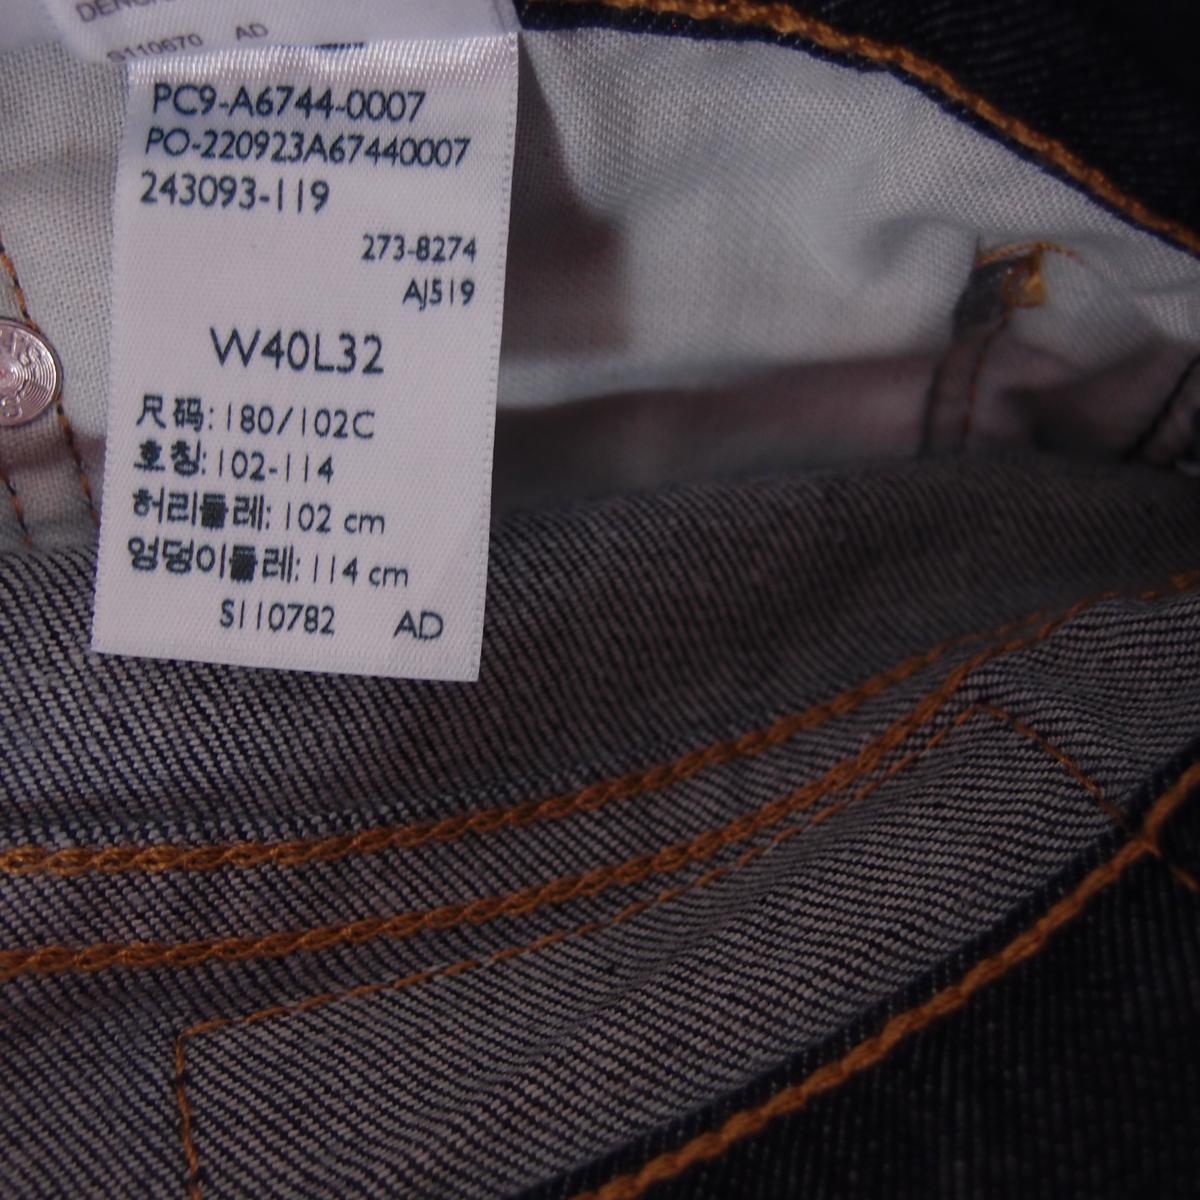 S110670 AD
PC9-A6744-0007
PO-220923A67440007
243093-119
273-8274
AJ519
W40L32
尺码: 180/102C
호칭: 102-114
허리둘레: 102 cm
엉덩이둘레: 114 cm
S110782 AD